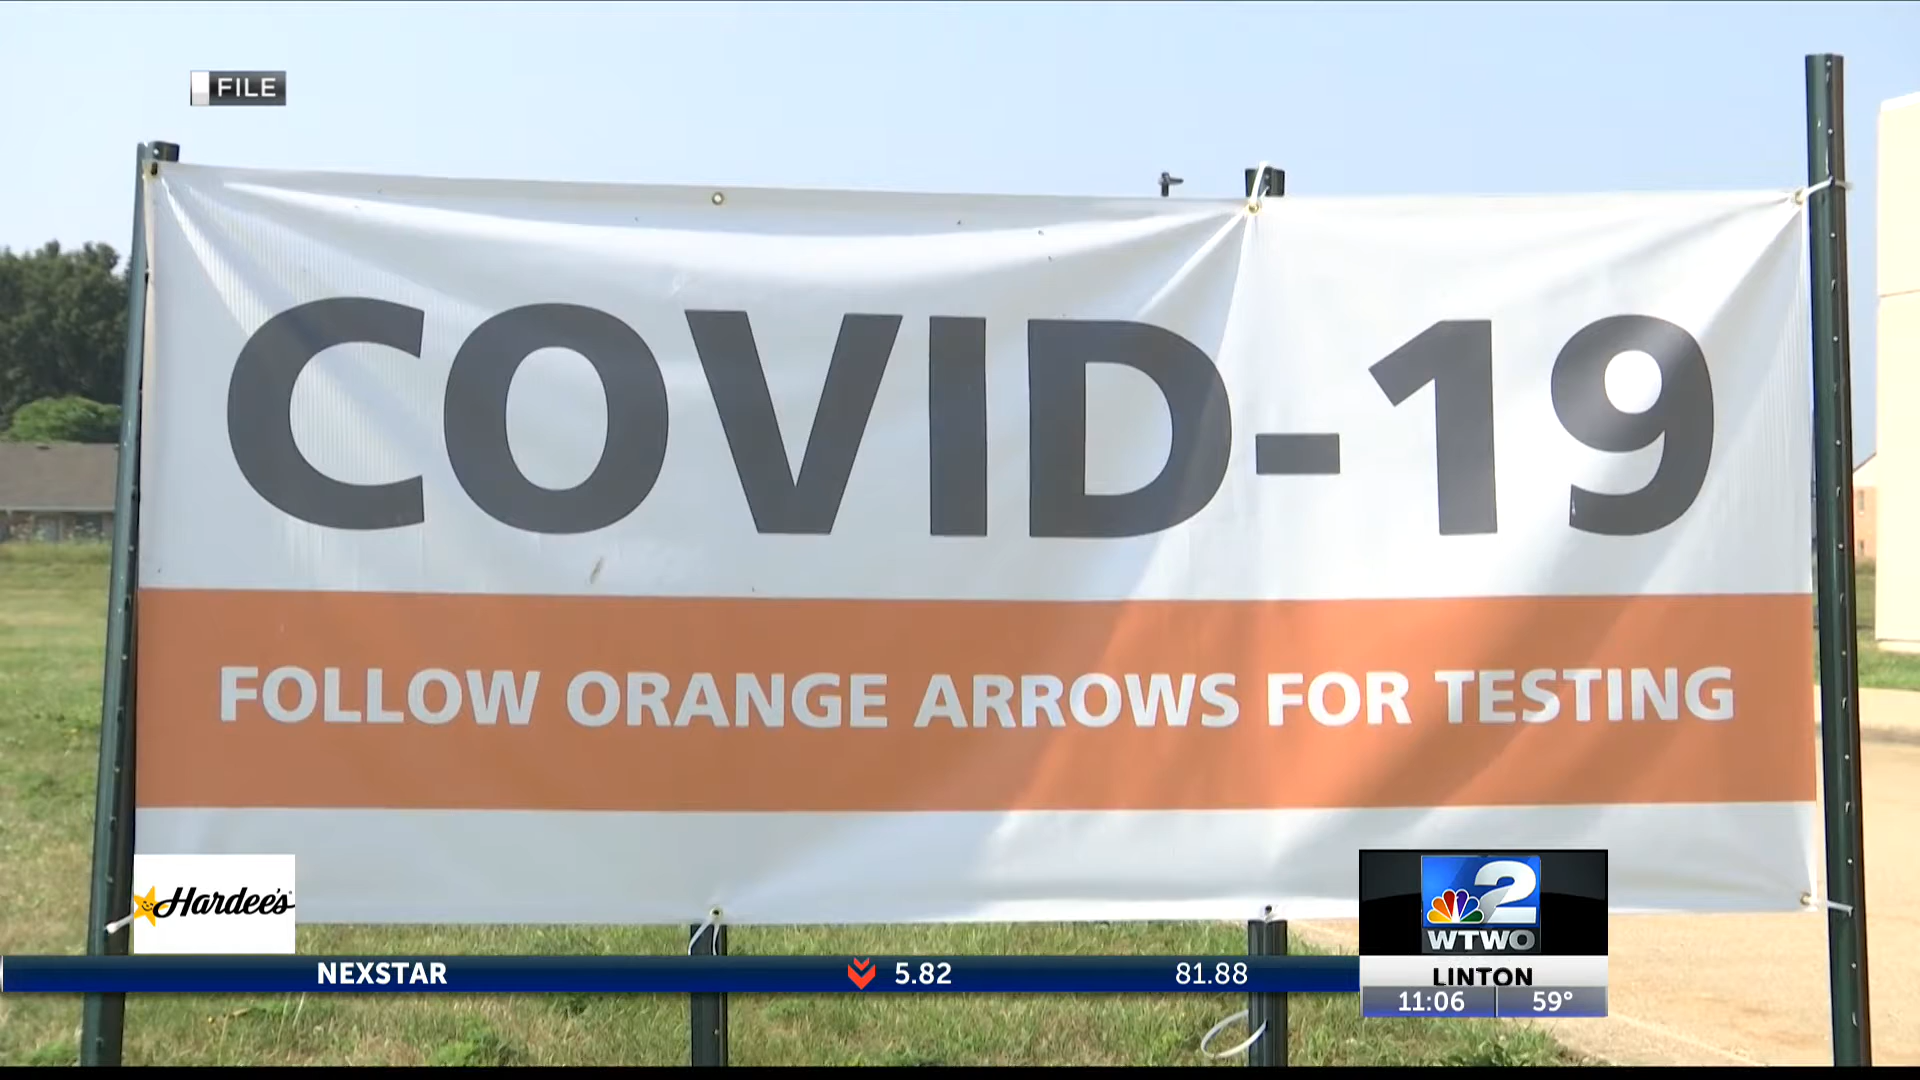 FILE
COVID-19
FOLLOW ORANGE ARROWS FOR TESTING
Hardee's
2
WTWO
NEXSTAR 5.82 81.88
LINTON
11:06 59°